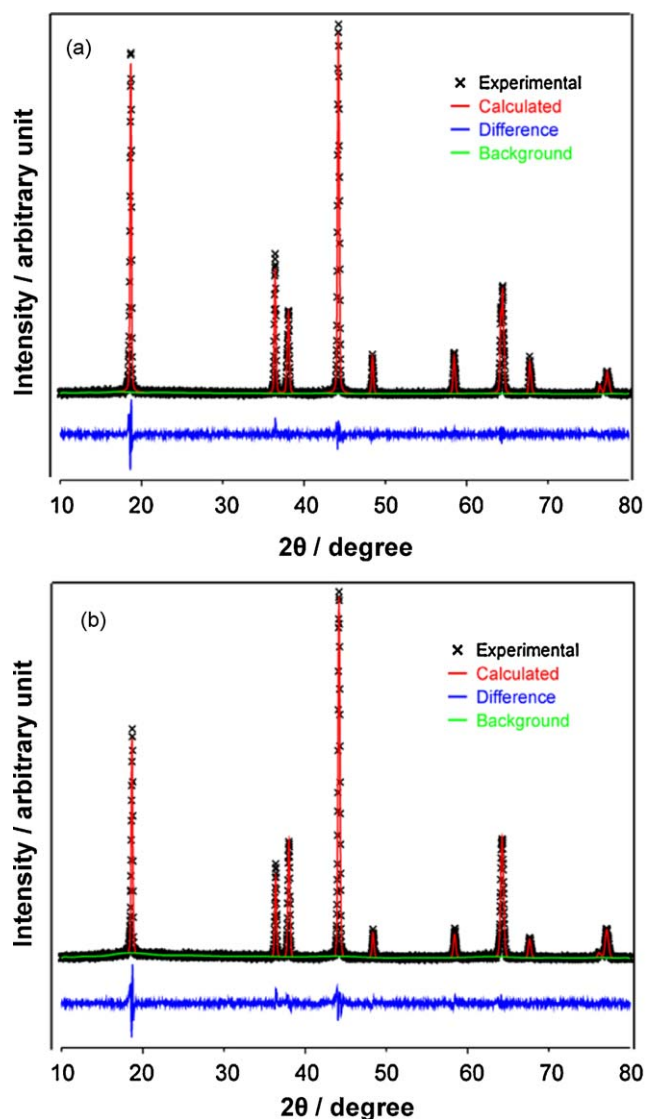 (a)
Experimental
Calculated
Difference
Background
Intensity / arbitrary unit
10 20 30 40 50 60 70 80
2θ / degree
(b)
Experimental
Calculated
Difference
Background
Intensity / arbitrary unit
10 20 30 40 50 60 70 80
2θ / degree